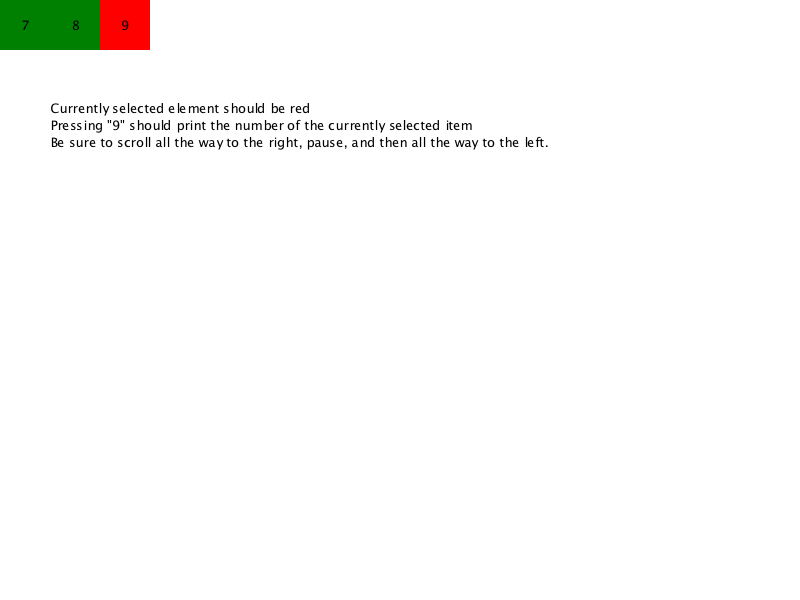 7 8 9
Currently selected element should be red
Pressing "9" should print the number of the currently selected item
Be sure to scroll all the way to the right, pause, and then all the way to the left.